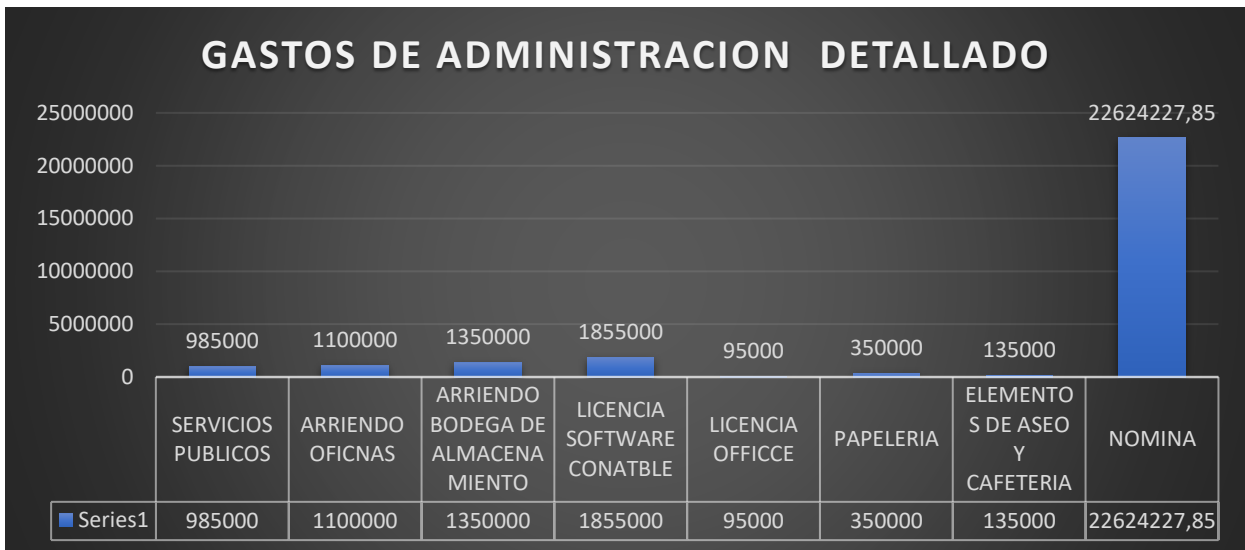 GASTOS DE ADMINISTRACION DETALLADO
25000000
20000000
15000000
10000000
5000000
0
985000
1100000
1350000
1855000
95000
350000
135000
22624227,85
SERVICIOS
PUBLICOS
ARRIENDO
OFICNAS
ARRIENDO
BODEGA DE
ALMACENA
MIENTO
LICENCIA
SOFTWARE
CONATBLE
LICENCIA
OFFICCE
PAPELERIA
ELEMENTO
S DE ASEO
Y
CAFETERIA
NOMINA
Series1 985000 1100000 1350000 1855000 95000 350000 135000 22624227,85